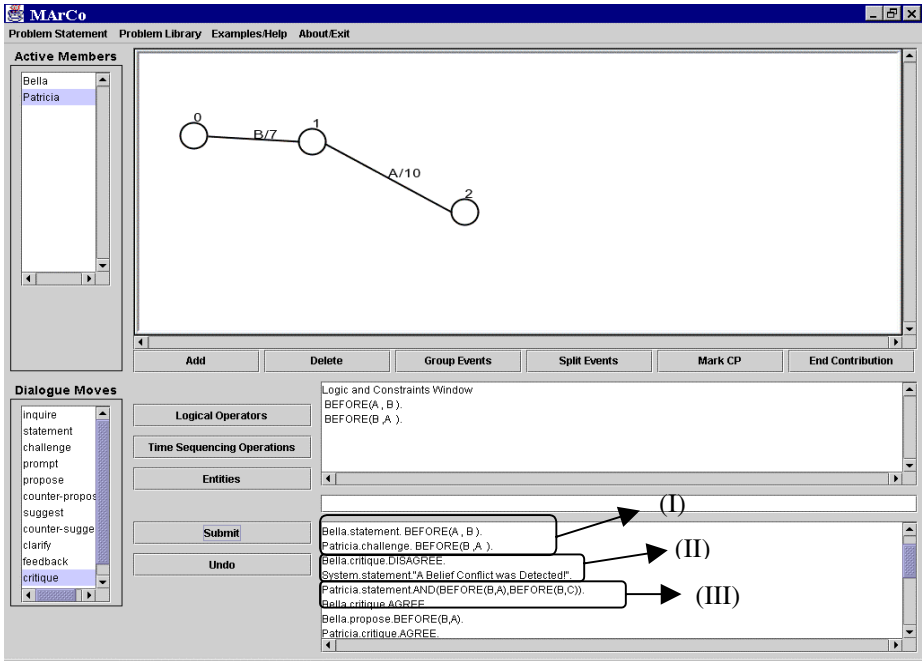 MArCo
Problem Statement Problem Library Examples/Help About/Exit
Active Members
Bella
Patricia
0
B/7
1
A/10
2
Add Delete Group Events Split Events Mark CP End Contribution
Dialogue Moves
inquire
statement
challenge
prompt
propose
counter-propos
suggest
counter-sugge
clarify
feedback
critique
Logical Operators
Time Sequencing Operations
Entities
Submit
Undo
Logic and Constraints Window
BEFORE(A , B ).
BEFORE(B ,A ).
Bella.statement. BEFORE(A , B ).
Patricia.challenge. BEFORE(B ,A ).
Bella.critique.DISAGREE.
System.statement."A Belief Conflict was Detected!".
Patricia.statement.AND(BEFORE(B,A),BEFORE(B,C)).
Bella.critique.AGREE.
Bella.propose.BEFORE(B,A).
Patricia.critique.AGREE.
(I)
(II)
(III)